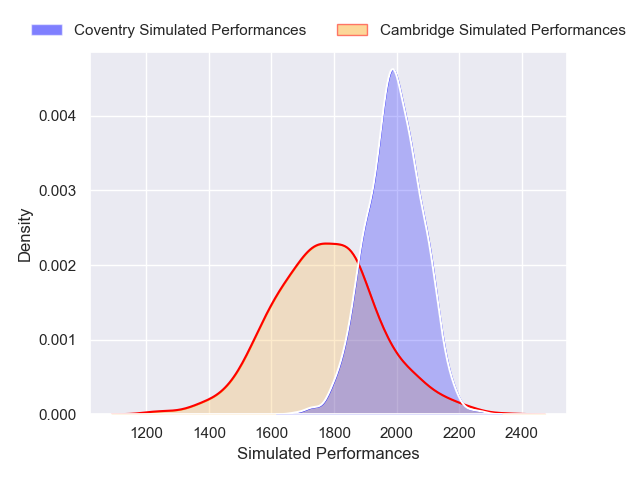 Coventry Simulated Performances Cambridge Simulated Performances
Density
0.004
0.003
0.002
0.001
0.000
1200 1400 1600 1800 2000 2200 2400
Simulated Performances